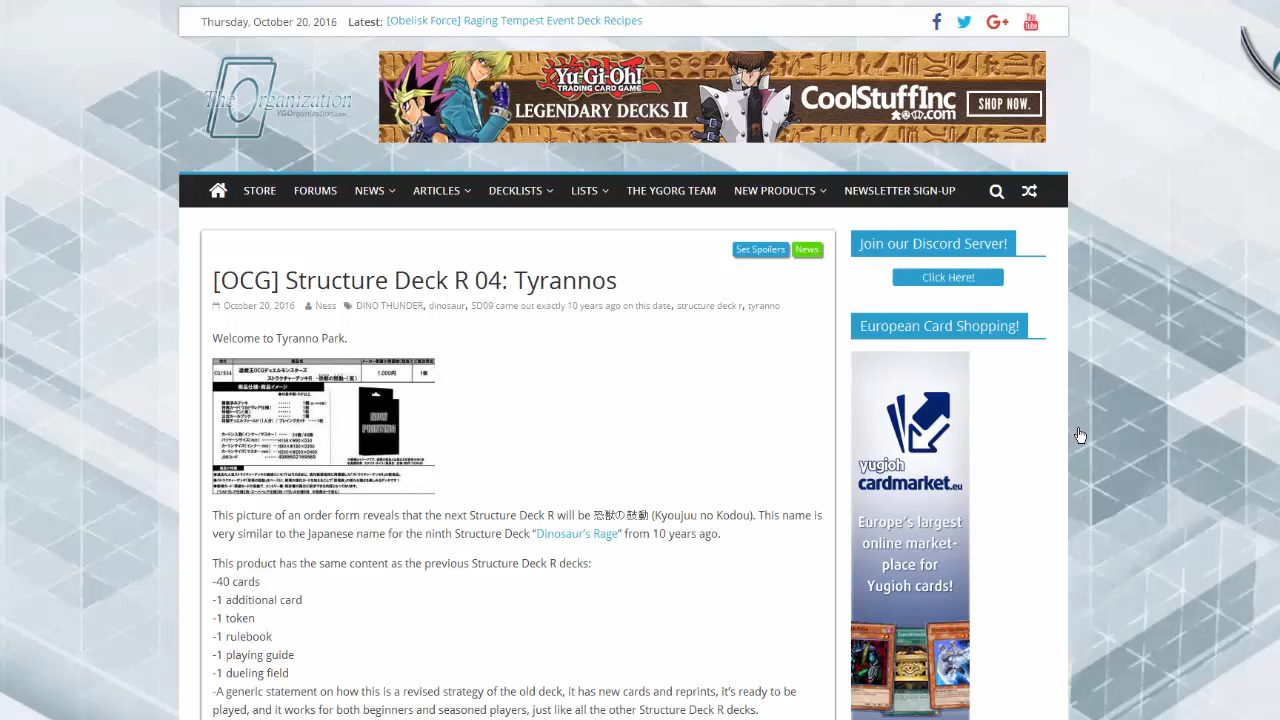 Thursday, October 20, 2016 Latest: [Obelisk Force] Raging Tempest Event Deck Recipes
The Organization
YGOrganization.com
Yu-Gi-Oh!
TRADING CARD GAME
LEGENDARY DECKS II
CoolStuffInc
.com
SHOP NOW.
STORE FORUMS NEWS ARTICLES DECKLISTS LISTS THE YGORG TEAM NEW PRODUCTS NEWSLETTER SIGN-UP
Set Spoilers News
[OCG] Structure Deck R 04: Tyrannos
October 20, 2016 Ness DINO THUNDER, dinosaur, SD09 came out exactly 10 years ago on this date, structure deck r, tyranno
Welcome to Tyranno Park.
NOW
PRINTING
This picture of an order form reveals that the next Structure Deck R will be 恐獣の鼓動 (Kyoujuu no Kodou). This name is
very similar to the Japanese name for the ninth Structure Deck “Dinosaur’s Rage” from 10 years ago.
This product has the same content as the previous Structure Deck R decks:
-40 cards
-1 additional card
-1 token
-1 rulebook
-1 playing guide
-1 dueling field
-A generic statement on how this is a revised strategy of the old deck, it has new cards and reprints, it’s ready to be
and it works for both beginners and seasoned players, just like all the other Structure Deck R decks.
Join our Discord Server!
Click Here!
European Card Shopping!
yugioh
cardmarket.eu
Europe’s largest
online market-
place for
Yugioh cards!